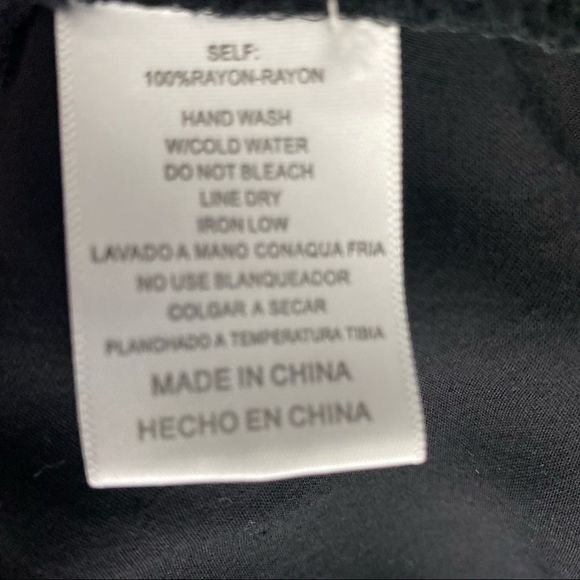 SELF:
100%RAYON-RAYON
HAND WASH
W/COLD WATER
DO NOT BLEACH
LINE DRY
IRON LOW
LAVADO A MANO CONAQUA FRIA
NO USE BLANQUEADOR
COLGAR A SECAR
PLANCHADO A TEMPERATURA TIBIA
MADE IN CHINA
HECHO EN CHINA